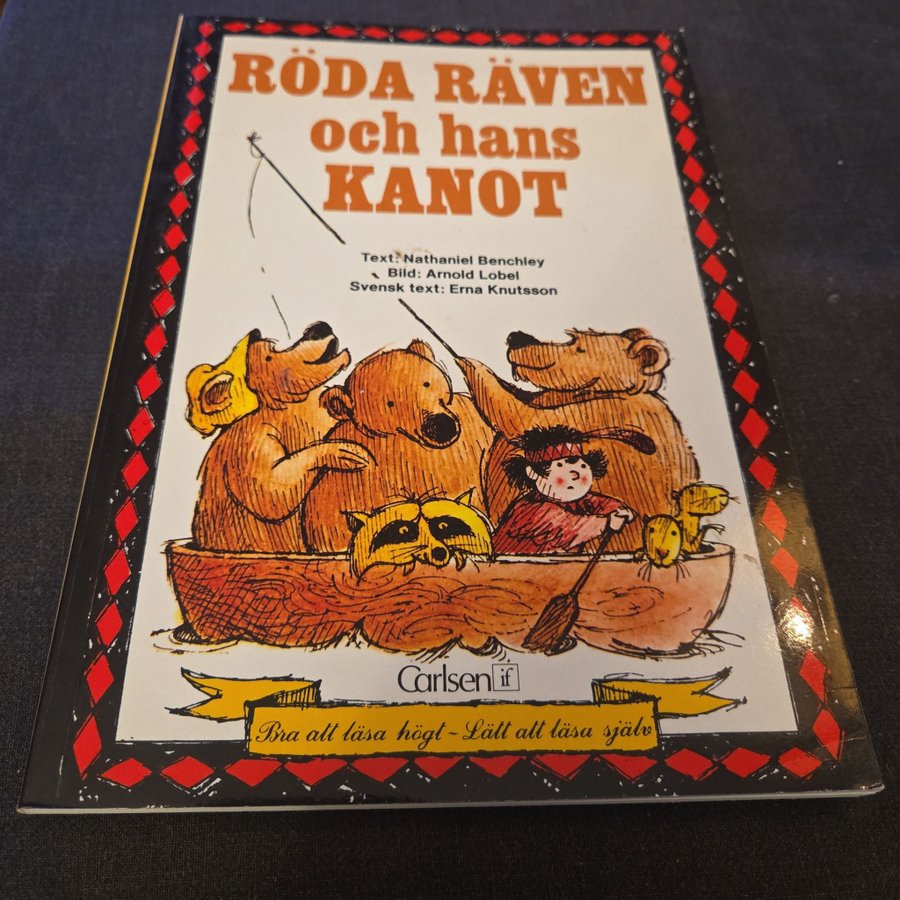 RÖDA RÄVEN
och hans
KANOT
Text: Nathaniel Benchley
Bild: Arnold Lobel
Svensk text: Erna Knutsson
Carlsen if
Bra att läsa högt ~ Lätt att läsa själv